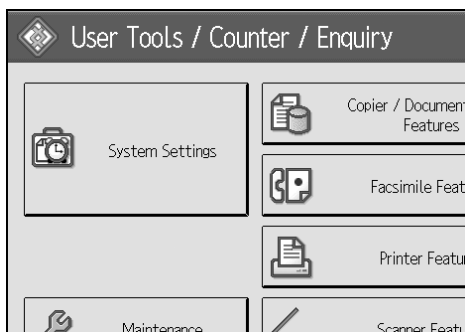 User Tools / Counter / Enquiry
System Settings
Copier / Document
Features
Facsimile Feat
Printer Featu
Maintenance
Scanner Featu